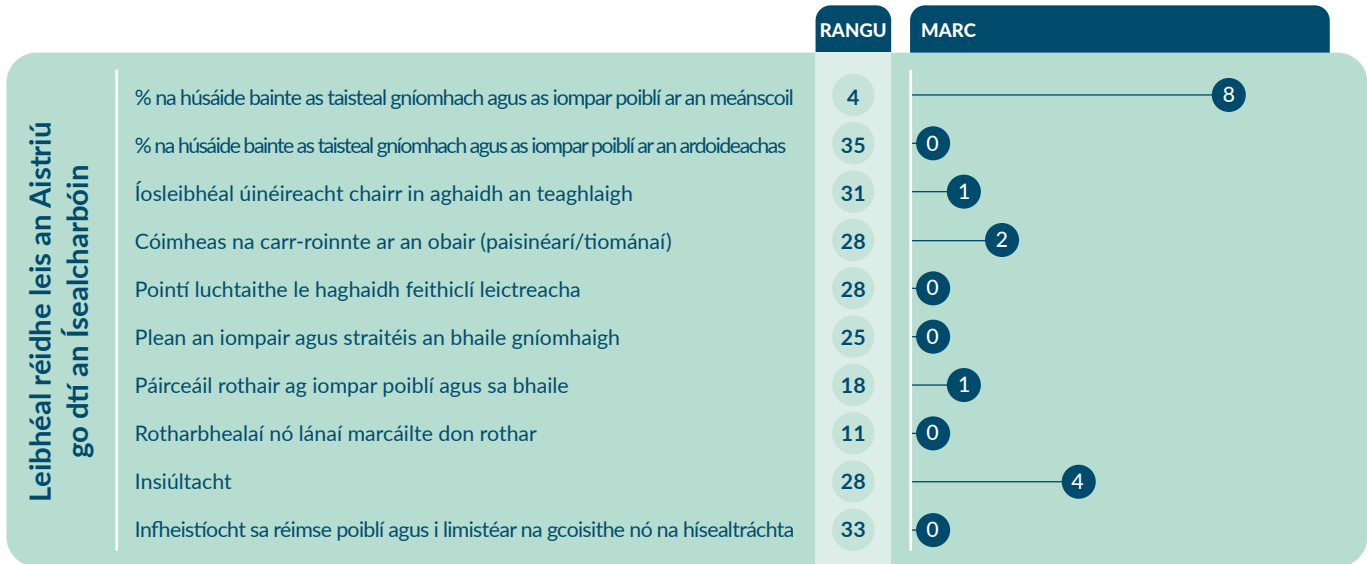 RANGU MARC
Leibhéal réidhe leis an Aistriú
go dtí an Ísealcharbóin
% na húsáide bainte as taisteal gníomhach agus as iompar poiblí ar an meánscoil 4 8
% na húsáide bainte as taisteal gníomhach agus as iompar poiblí ar an ardoideachas 35 0
Íosleibhéal úinéireacht chairr in aghaidh an teaghlaigh 31 1
Cóimheas na carr-roinnte ar an obair (paisinéarí/tiománaí) 28 2
Pointí luchtaithe le haghaidh feithiclí leictreacha 28 0
Plean an iompair agus straitéis an bhaile gníomhaigh 25 0
Páirceáil rothair ag iompar poiblí agus sa bhaile 18 1
Rotharbhealaí nó lánaí marcáilte don rothar 11 0
Insiúltacht 28 4
Infheistíocht sa réimse poiblí agus i limistéar na gcoisithe nó na hísealtráchta 33 0